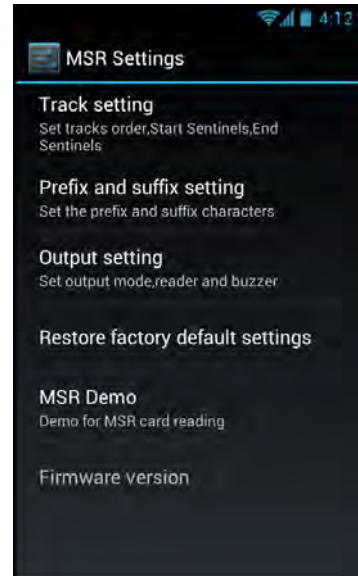 4:12
MSR Settings
Track setting
Set tracks order,Start Sentinels,End
Sentinels
Prefix and suffix setting
Set the prefix and suffix characters
Output setting
Set output mode,reader and buzzer
Restore factory default settings
MSR Demo
Demo for MSR card reading
Firmware version